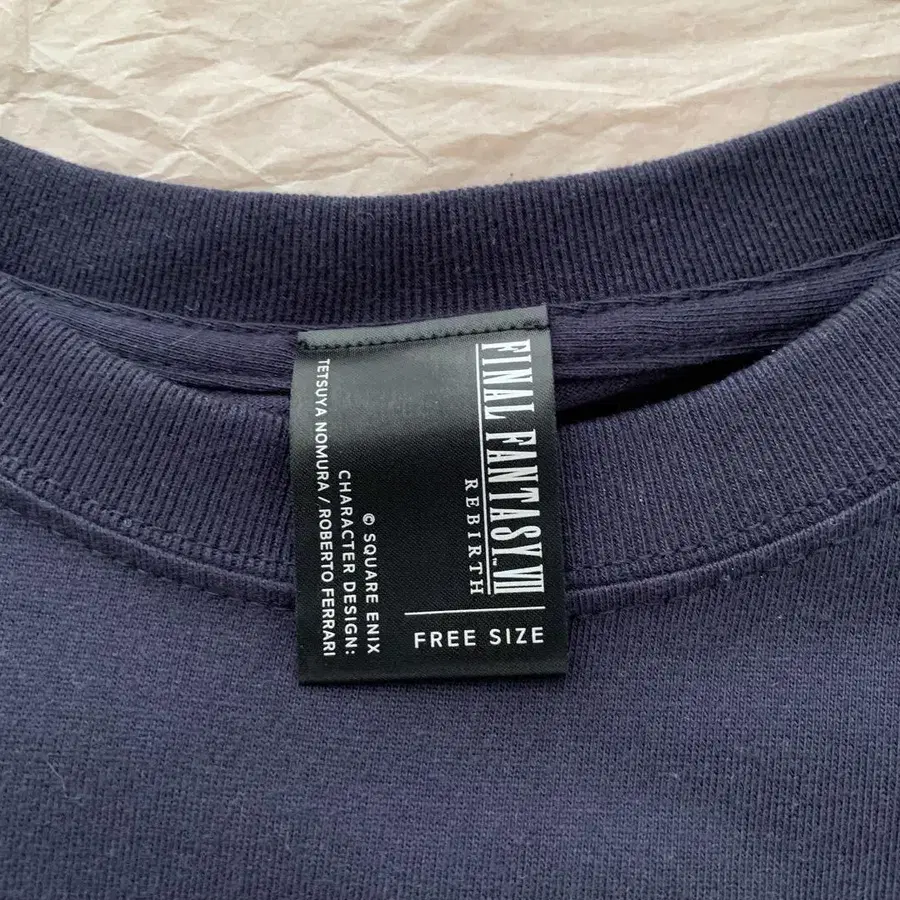 FINAL FANTASY VII
REBIRTH
FREE SIZE
© SQUARE ENIX
CHARACTER DESIGN:
TETSUYA NOMURA / ROBERTO FERRARI